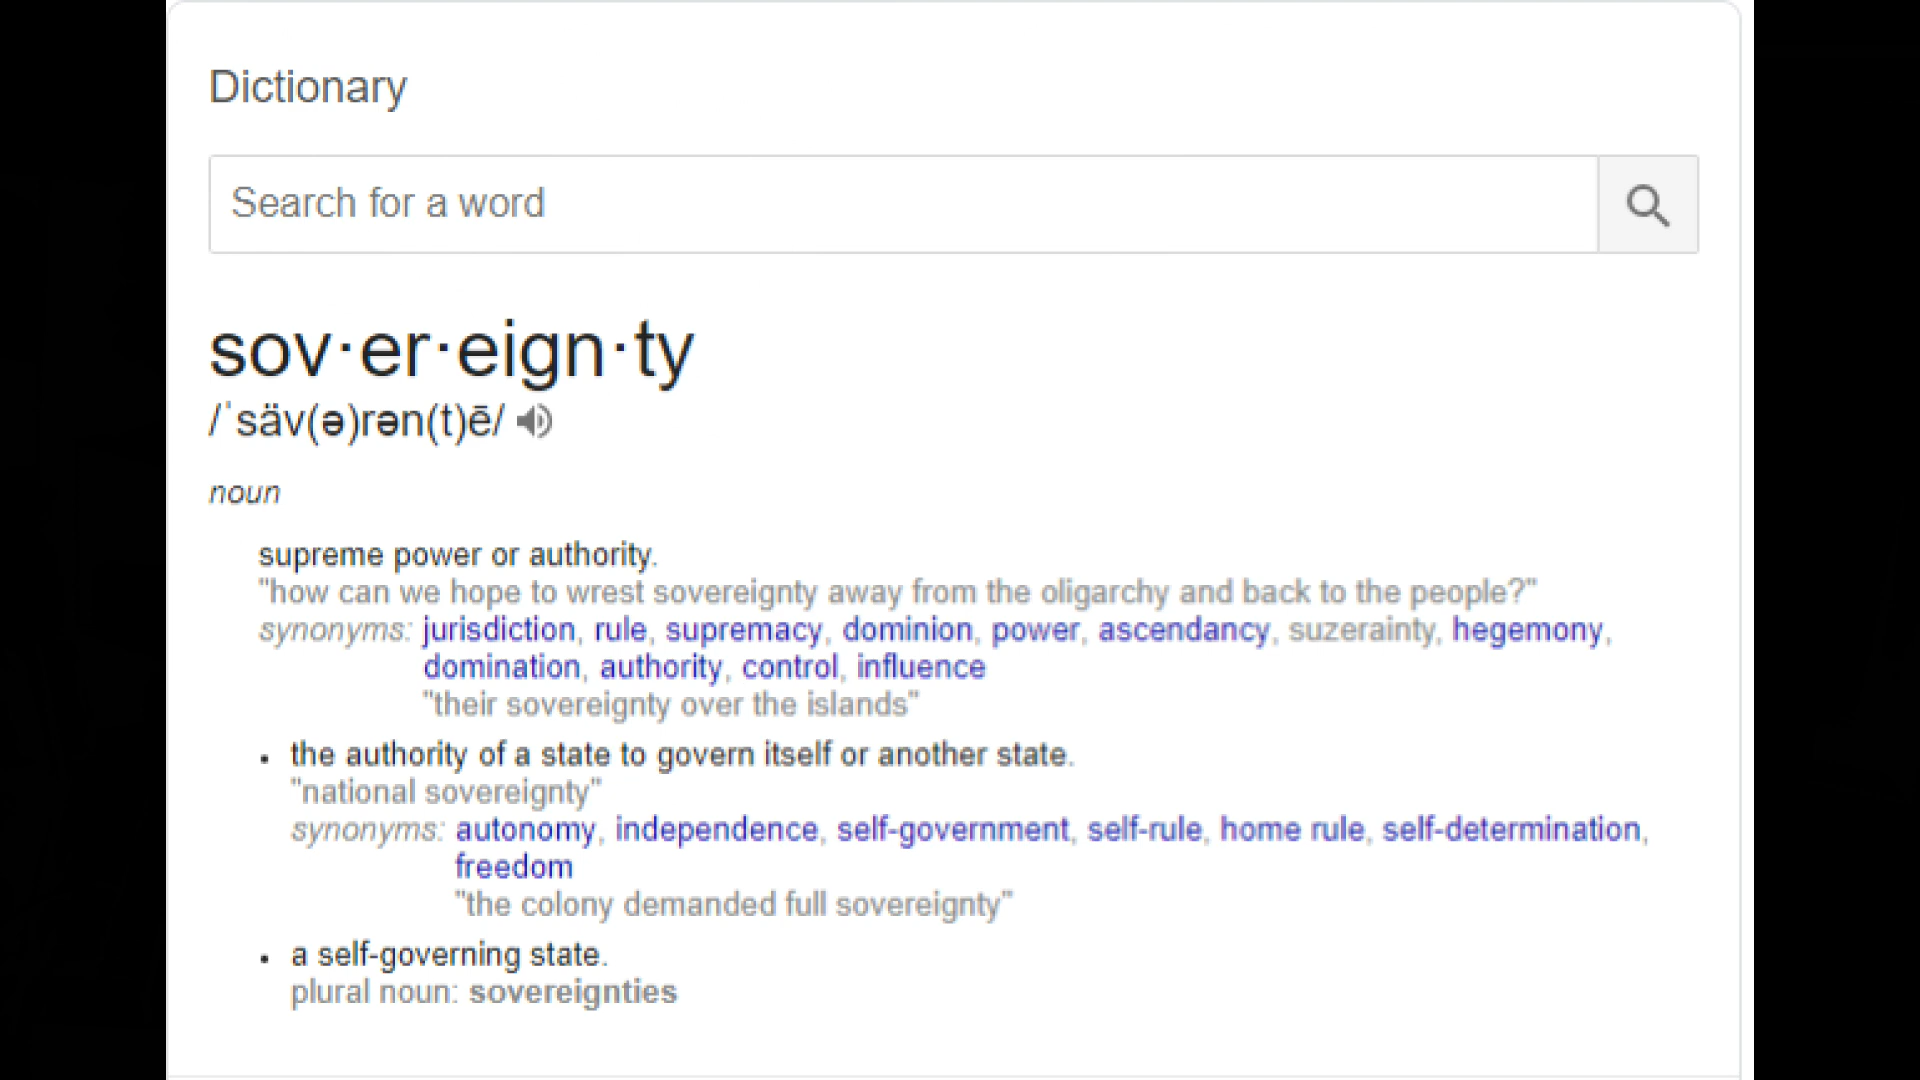 Dictionary
Search for a word
sov·er·eign·ty
/ˈsäv(ə)rən(t)ē/
noun
supreme power or authority.
"how can we hope to wrest sovereignty away from the oligarchy and back to the people?"
synonyms: jurisdiction, rule, supremacy, dominion, power, ascendancy, suzerainty, hegemony,
domination, authority, control, influence
"their sovereignty over the islands"
• the authority of a state to govern itself or another state.
"national sovereignty"
synonyms: autonomy, independence, self-government, self-rule, home rule, self-determination,
freedom
"the colony demanded full sovereignty"
• a self-governing state.
plural noun: sovereignties